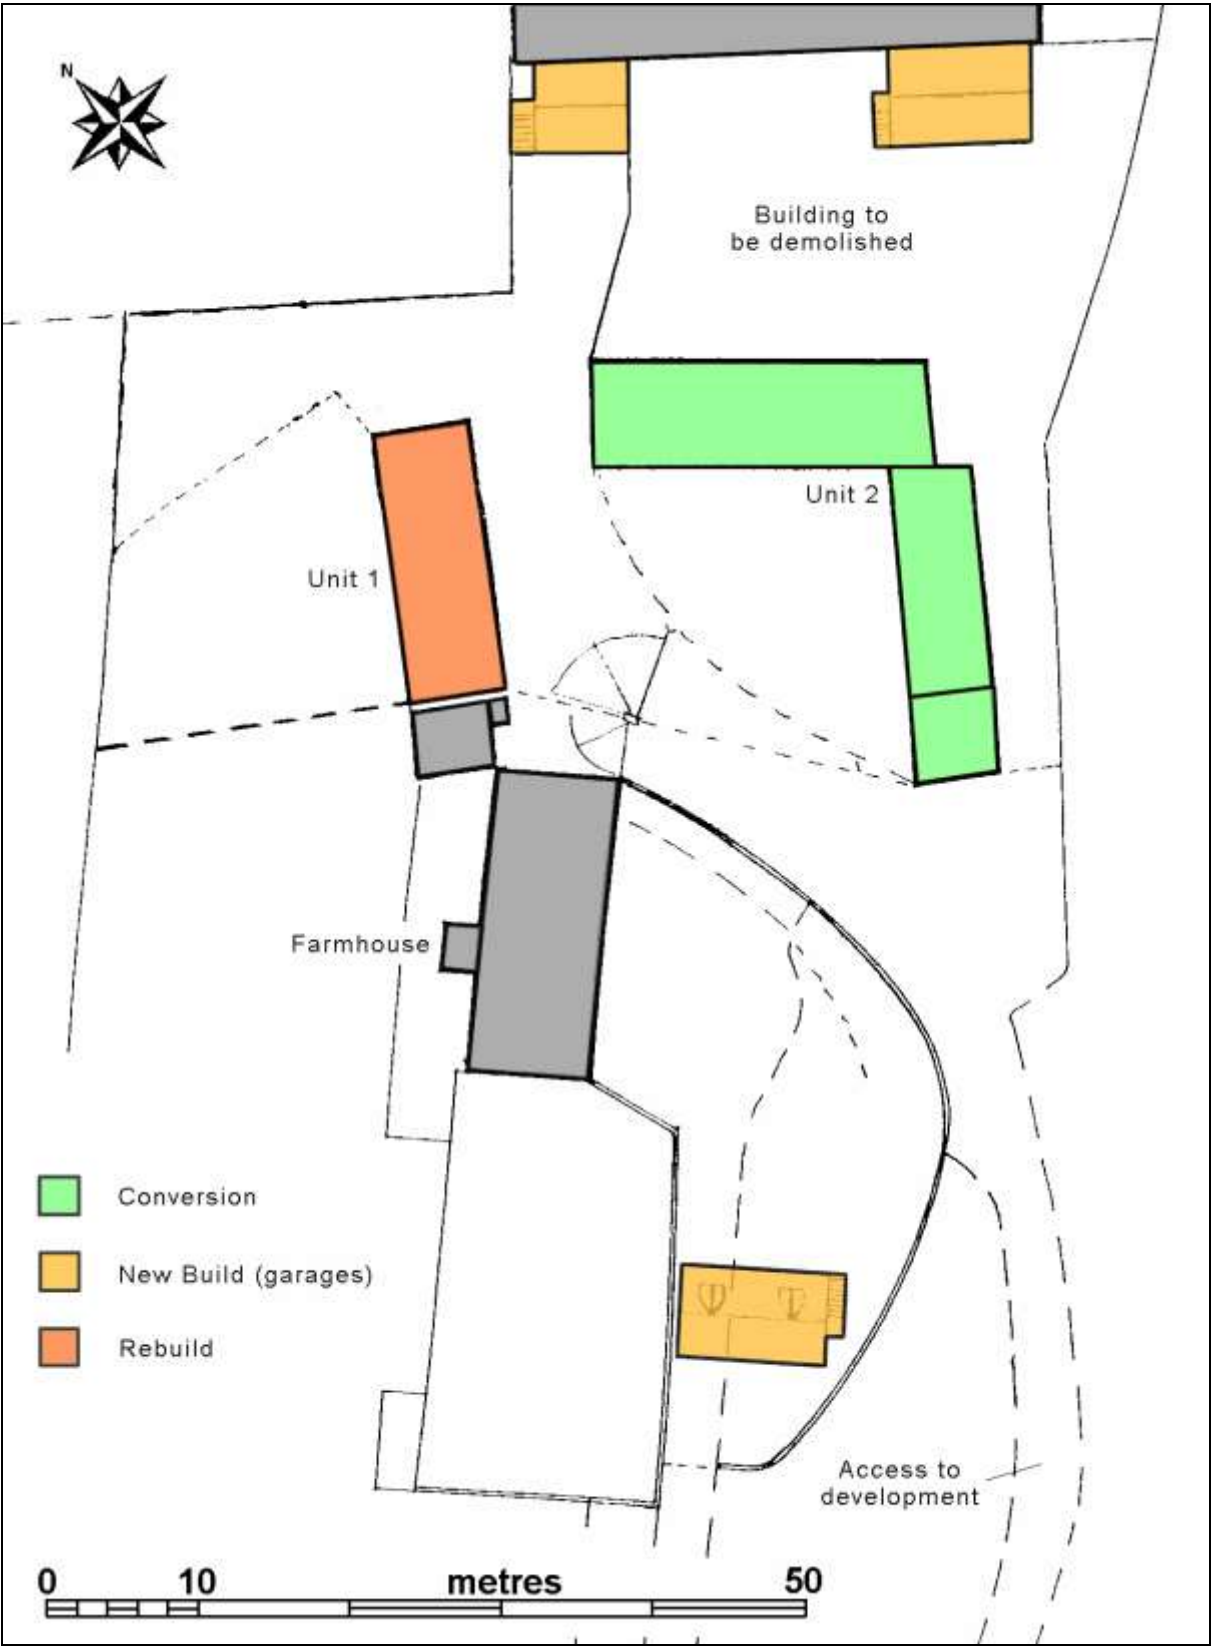 N
Building to
be demolished
Unit 2
Unit 1
Farmhouse
Conversion
New Build (garages)
Rebuild
Access to
development
0 10 metres 50